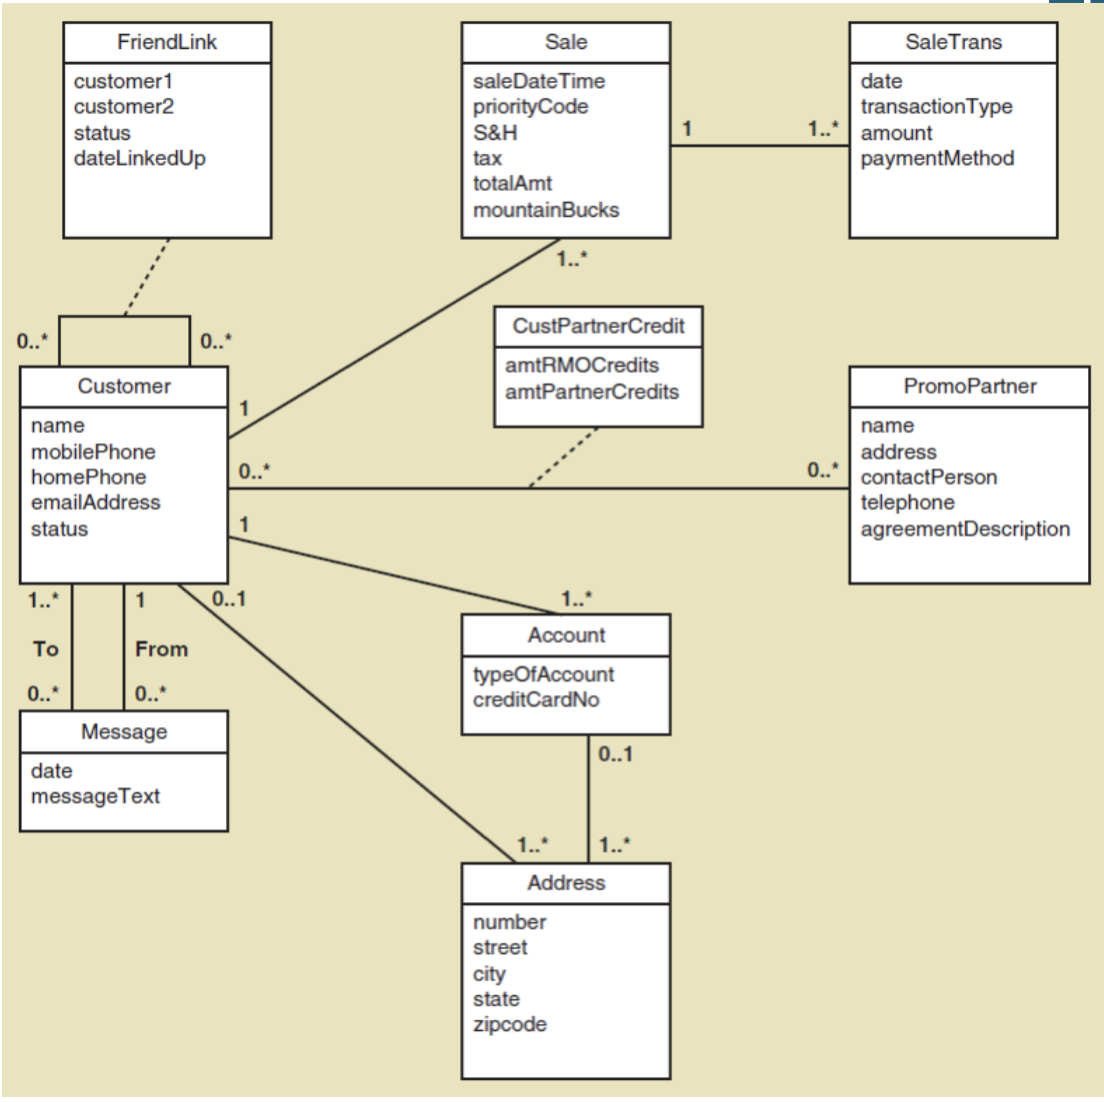 FriendLink
customer1
customer2
status
dateLinkedUp
Sale
saleDateTime
priorityCode
S&H
tax
totalAmt
mountainBucks
1
1..*
SaleTrans
date
transactionType
amount
paymentMethod
1..*
0..*
0..*
CustPartnerCredit
amtRMOCredits
amtPartnerCredits
Customer
name
mobilePhone
homePhone
emailAddress
status
1
0..*
0..*
1
PromoPartner
name
address
contactPerson
telephone
agreementDescription
1..*
1
0..1
1..*
To
From
0..*
0..*
Account
typeOfAccount
creditCardNo
Message
date
messageText
0..1
1..*
1..*
Address
number
street
city
state
zipcode